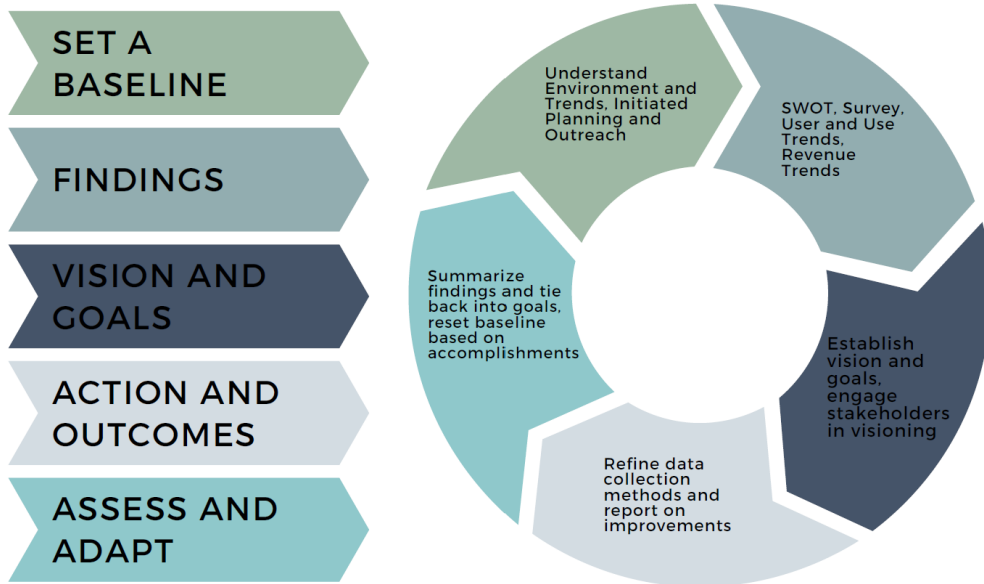 SET A
BASELINE
FINDINGS
VISION AND
GOALS
ACTION AND
OUTCOMES
ASSESS AND
ADAPT
Understand
Environment and
Trends, Initiated
Planning and
Outreach
SWOT, Survey,
User and Use
Trends,
Revenue
Trends
Establish
vision and
goals,
engage
stakeholders
in visioning
Refine data
collection
methods and
report on
improvements
Summarize
findings and tie
back into goals,
reset baseline
based on
accomplishments